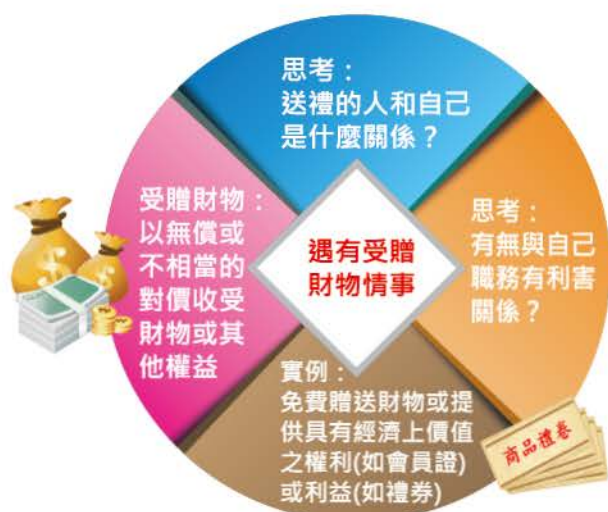 思考：
送禮的人和自己
是什麼關係？
思考：
有無與自己
職務有利害
關係？
受贈財物：
以無償或
不相當的
對價收受
財物或其
他權益
遇有受贈
財物情事
實例：
免費贈送財物或提
供具有經濟上價值
之權利(如會員證)
或利益(如禮券)
商品禮券
$
$